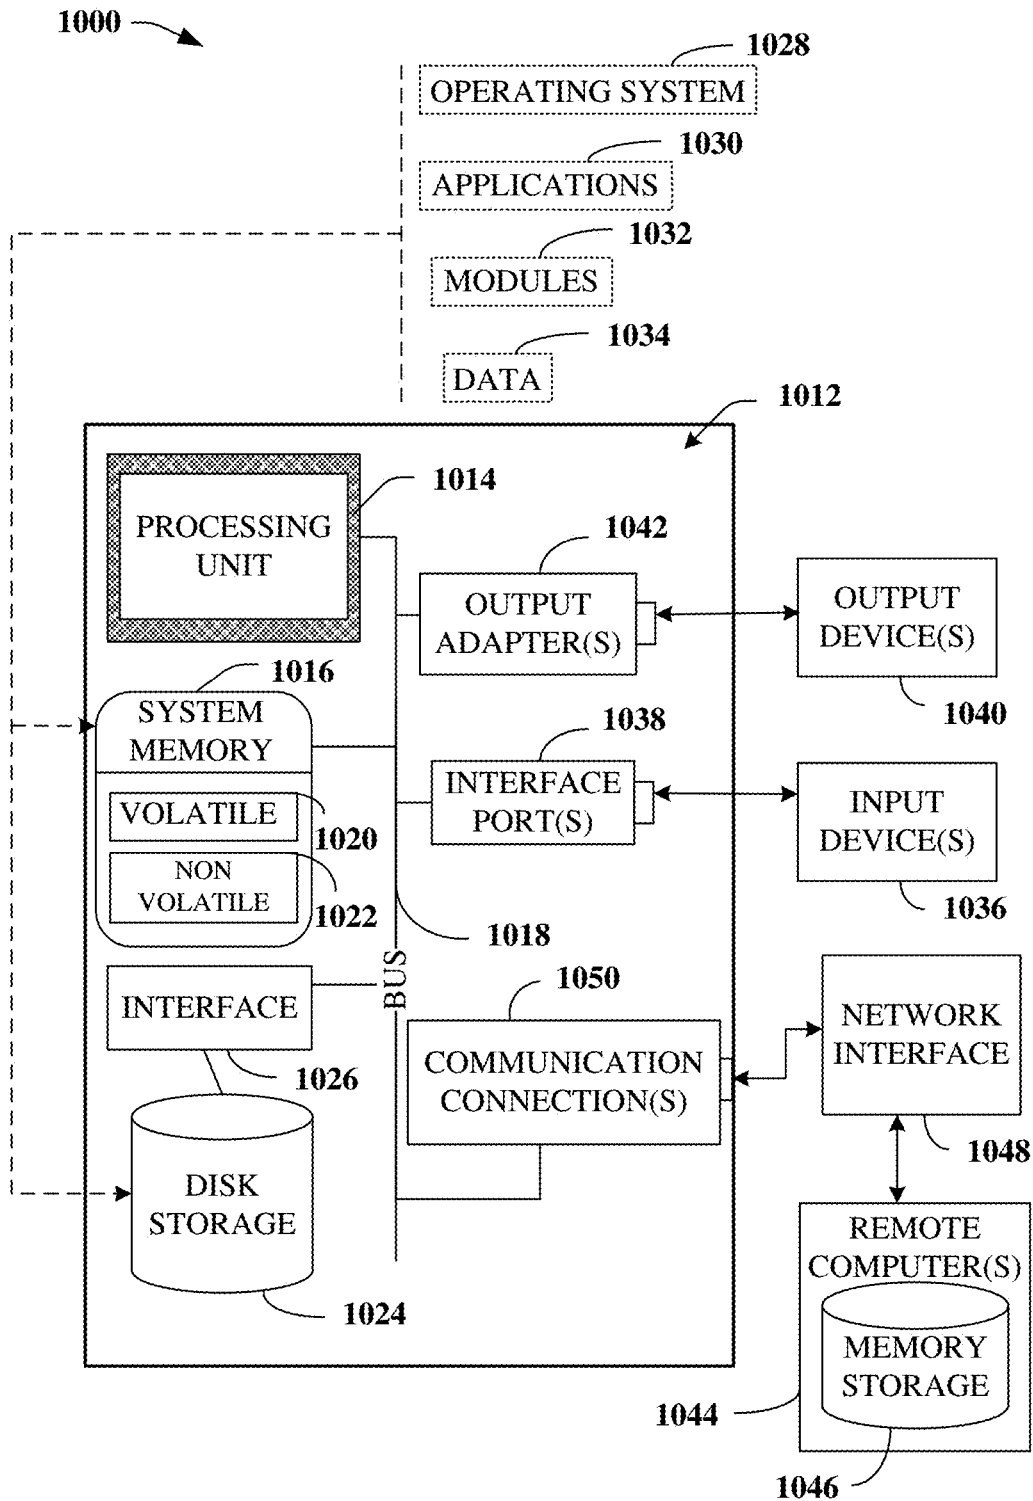 1000
1028
OPERATING SYSTEM
1030
APPLICATIONS
1032
MODULES
1034
DATA
1012
1014
PROCESSING
UNIT
1042
OUTPUT
ADAPTER(S)
OUTPUT
DEVICE(S)
1040
1016
SYSTEM
MEMORY
VOLATILE
1020
NON
VOLATILE
1022
1038
INTERFACE
PORT(S)
INPUT
DEVICE(S)
1036
1018
BUS
INTERFACE
1026
1050
COMMUNICATION
CONNECTION(S)
NETWORK
INTERFACE
1048
DISK
STORAGE
1024
REMOTE
COMPUTER(S)
MEMORY
STORAGE
1044
1046